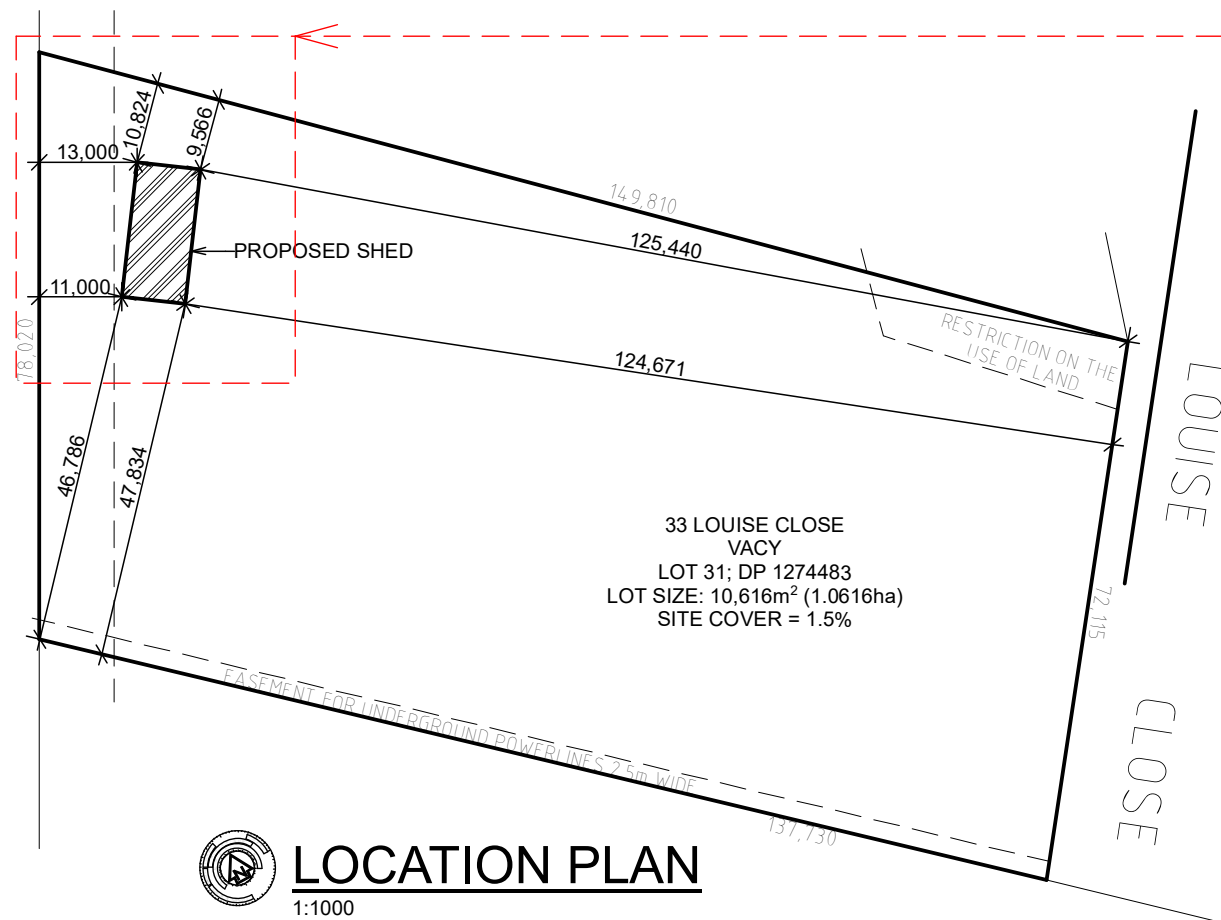 10,824
9,566
13,000
149,810
125,440
PROPOSED SHED
11,000
78,020
124,671
RESTRICTION ON THE
USE OF LAND
LOUISE
46,786
47,834
33 LOUISE CLOSE
VACY
LOT 31; DP 1274483
LOT SIZE: 10,616m² (1.0616ha)
SITE COVER = 1.5%
72,115
EASEMENT FOR UNDERGROUND POWERLINES 2.5m WIDE
CLOSE
137,730
N
LOCATION PLAN
1:1000